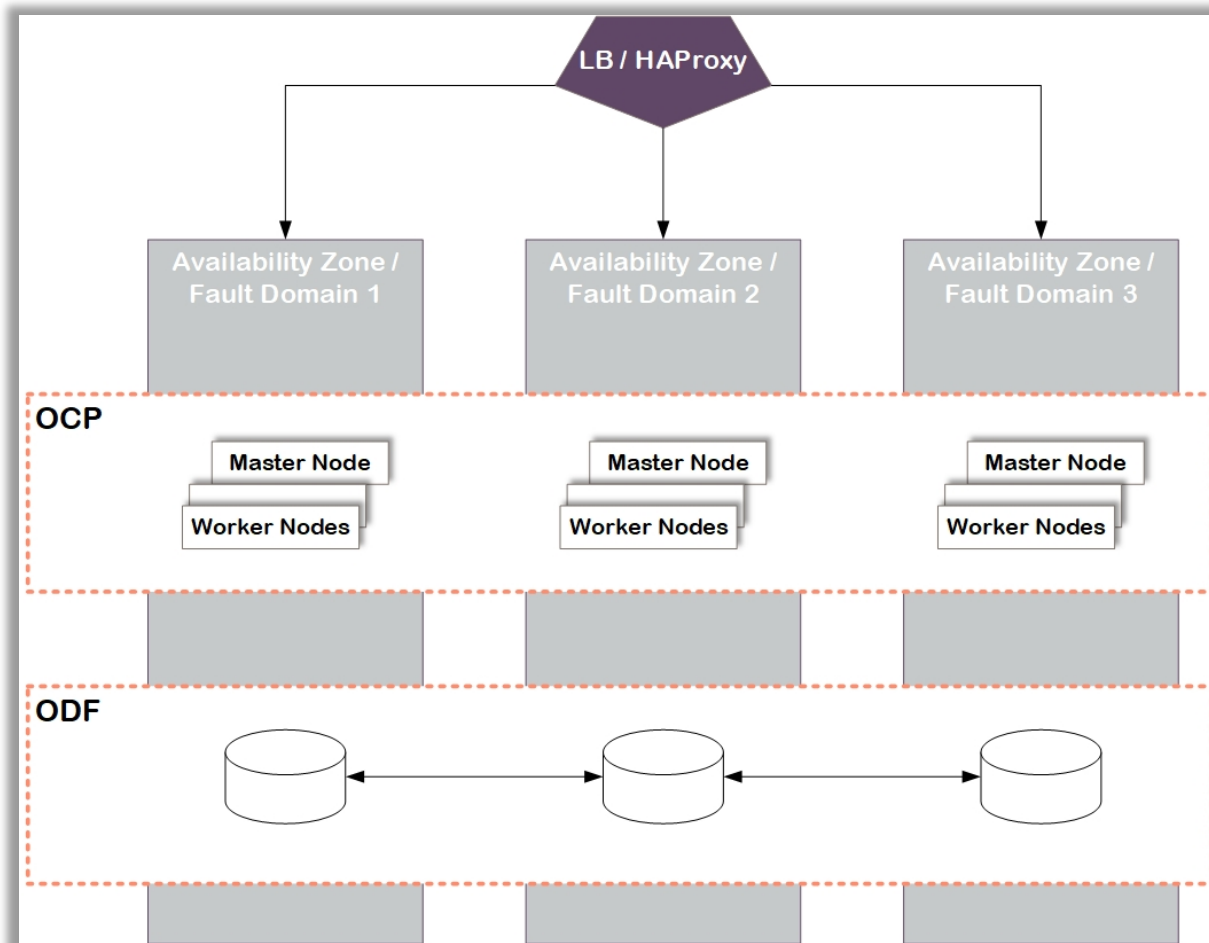 LB / HAProxy
Availability Zone /
Fault Domain 1
Availability Zone /
Fault Domain 2
Availability Zone /
Fault Domain 3
OCP
Master Node
Worker Nodes
Master Node
Worker Nodes
Master Node
Worker Nodes
ODF